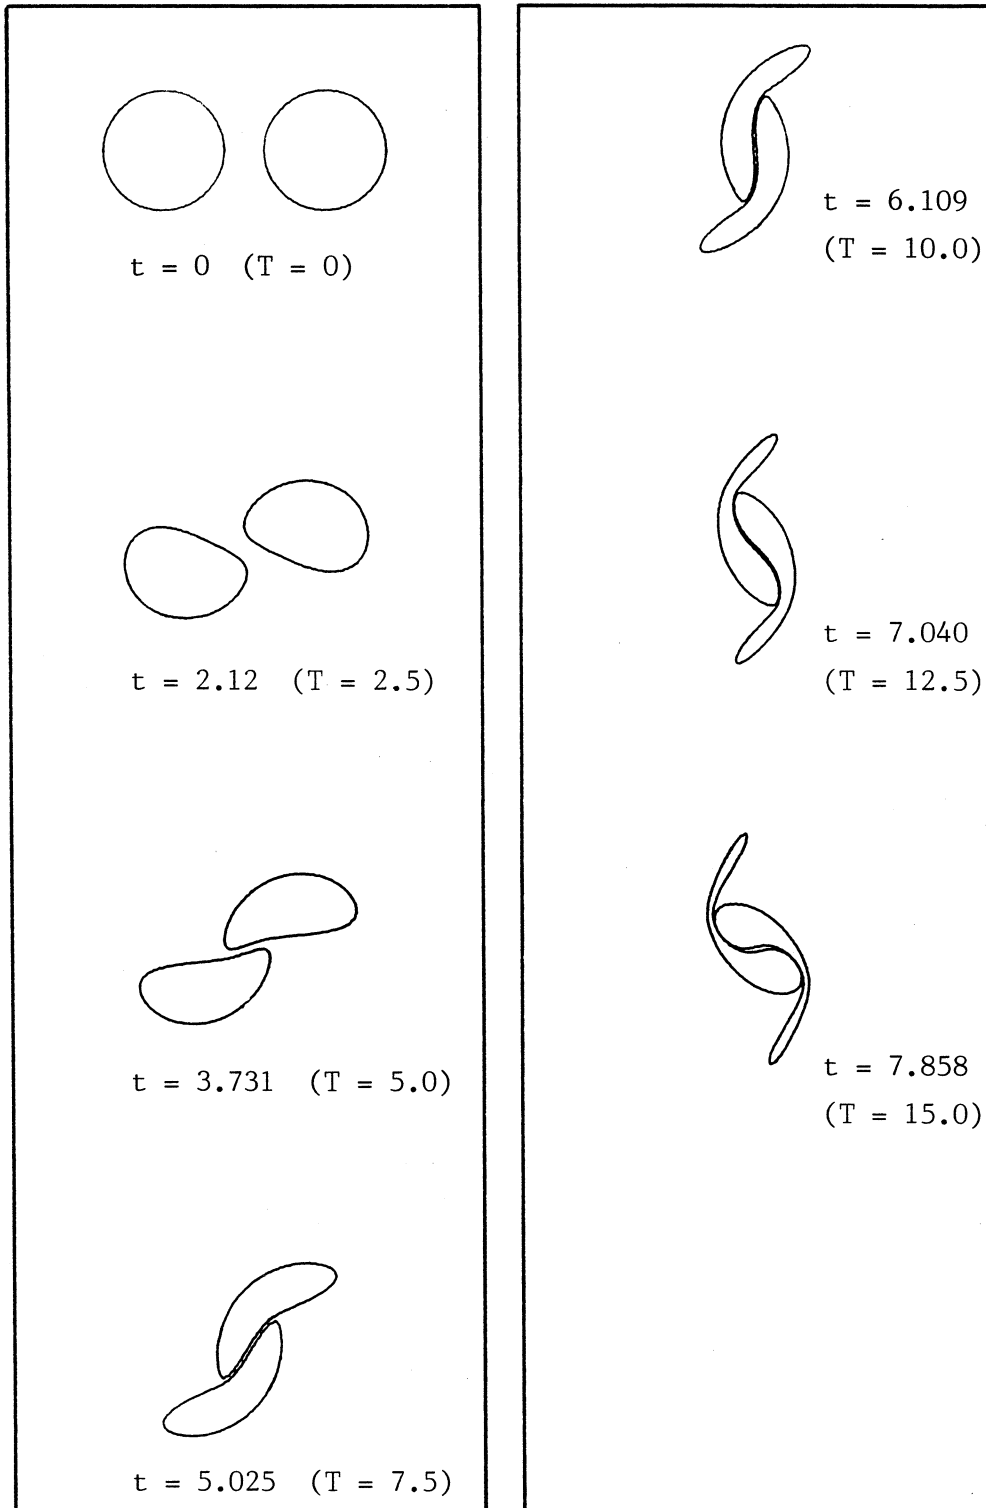 t = 0 (T = 0)
t = 2.12 (T = 2.5)
t = 3.731 (T = 5.0)
t = 5.025 (T = 7.5)
t = 6.109
(T = 10.0)
t = 7.040
(T = 12.5)
t = 7.858
(T = 15.0)